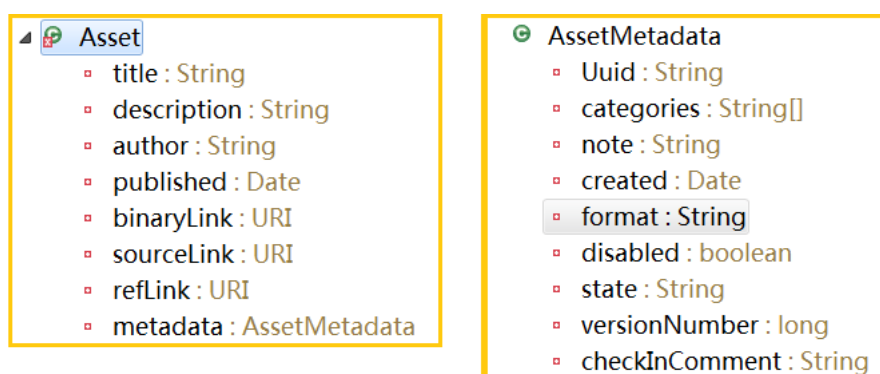 Asset
title : String
description : String
author : String
published : Date
binaryLink : URI
sourceLink : URI
refLink : URI
metadata : AssetMetadata
AssetMetadata
Uuid : String
categories : String[]
note : String
created : Date
format : String
disabled : boolean
state : String
versionNumber : long
checkInComment : String